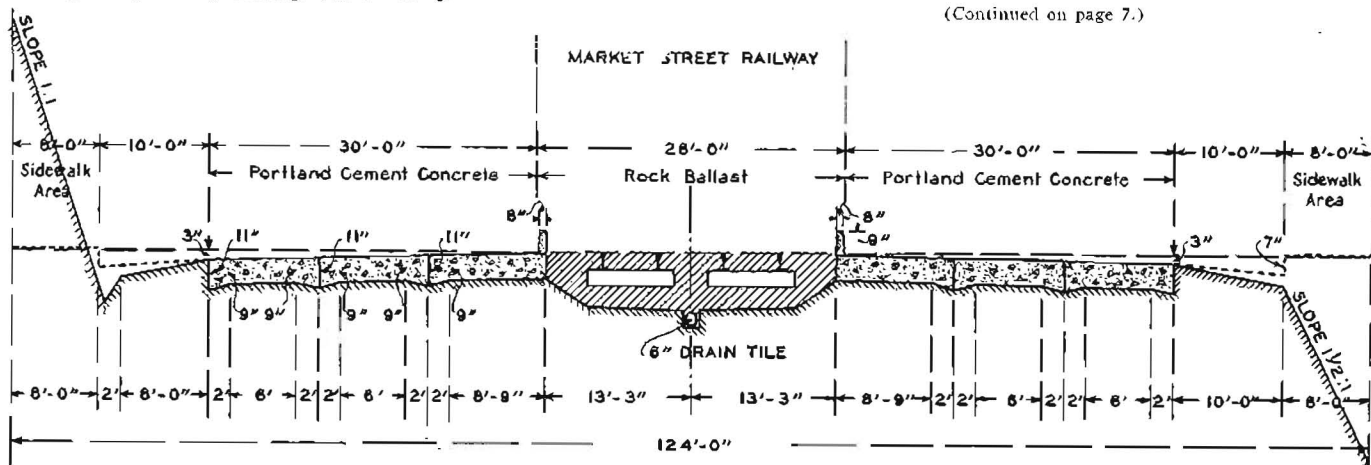 (Continued on page 7.)
MARKET STREET RAILWAY
SLOPE 1:1
8'-0" 10'-0" 30'-0" 28'-0" 30'-0" 10'-0" 8'-0"
Sidewalk Area Portland Cement Concrete Rock Ballast Portland Cement Concrete Sidewalk Area
8" 8"
9"
3" 11" 11" 11" 3" 7"
9" 9" 9" 9" 9"
SLOPE 1½:1
6" DRAIN TILE
8'-0" 2' 8'-0" 2' 6' 2' 2' 6' 2' 2' 8'-9" 13'-3" 13'-3" 8'-9" 2' 2' 6' 2' 2' 6' 2' 10'-0" 8'-0"
124'-0"